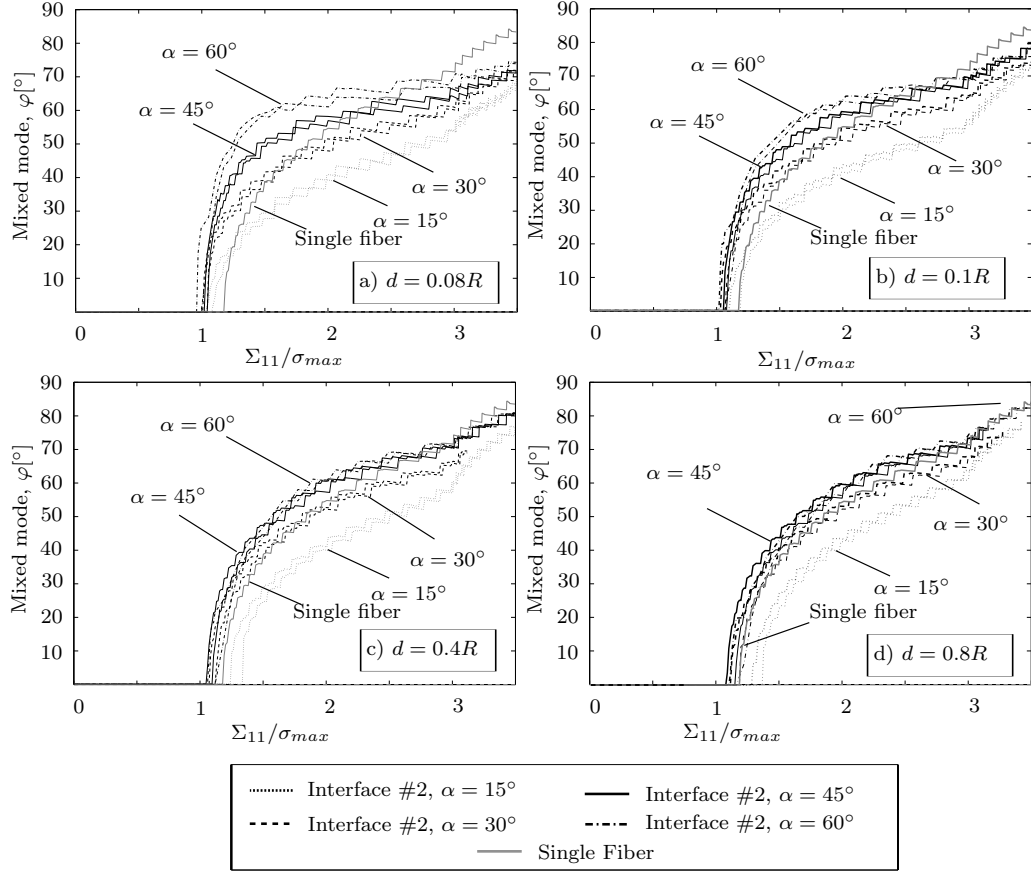 90
80
70
60
50
40
30
20
10
Mixed mode, φ[°]
α = 60°
α = 45°
α = 30°
α = 15°
Single fiber
a) d = 0.08R
0 1 2 3
Σ11/σmax
90
80
70
60
50
40
30
20
10
Mixed mode, φ[°]
α = 60°
α = 45°
α = 30°
α = 15°
Single fiber
b) d = 0.1R
0 1 2 3
Σ11/σmax
90
80
70
60
50
40
30
20
10
Mixed mode, φ[°]
α = 60°
α = 45°
α = 30°
α = 15°
Single fiber
c) d = 0.4R
0 1 2 3
Σ11/σmax
90
80
70
60
50
40
30
20
10
Mixed mode, φ[°]
α = 60°
α = 45°
α = 30°
α = 15°
Single fiber
d) d = 0.8R
0 1 2 3
Σ11/σmax
Interface #2, α = 15°
Interface #2, α = 45°
Interface #2, α = 30°
Interface #2, α = 60°
Single Fiber